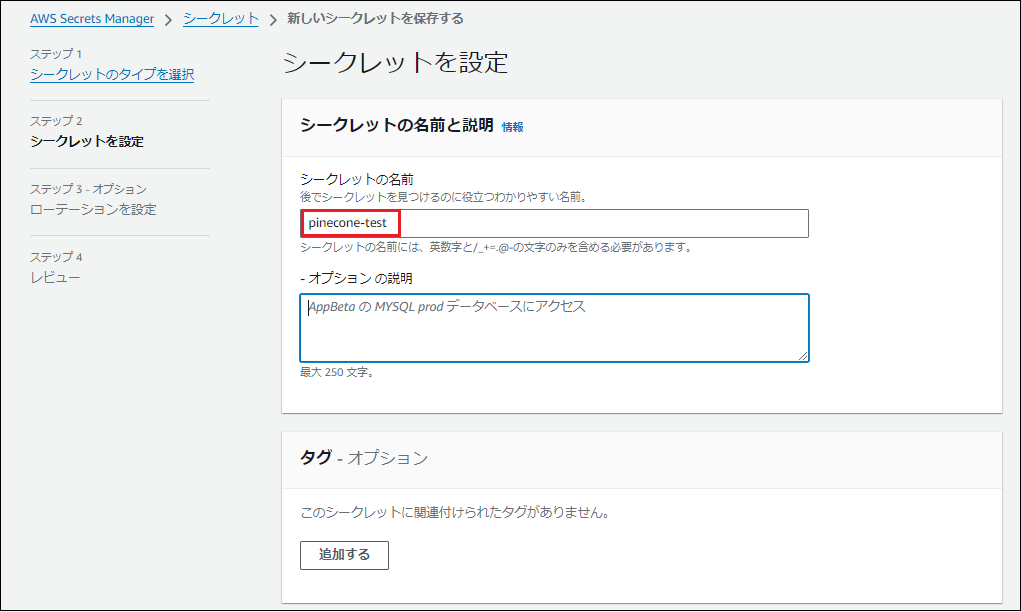 AWS Secrets Manager > シークレット > 新しいシークレットを保存する
ステップ 1
シークレットのタイプを選択
ステップ 2
シークレットを設定
ステップ 3 - オプション
ローテーションを設定
ステップ 4
レビュー
シークレットを設定
シークレットの名前と説明 情報
シークレットの名前
後でシークレットを見つけるのに役立つわかりやすい名前。
pinecone-test
シークレットの名前には、英数字と/_+=.@-の文字のみを含める必要があります。
- オプション の説明
AppBeta の MYSQL prod データベースにアクセス
最大 250 文字。
タグ - オプション
このシークレットに関連付けられたタグがありません。
追加する